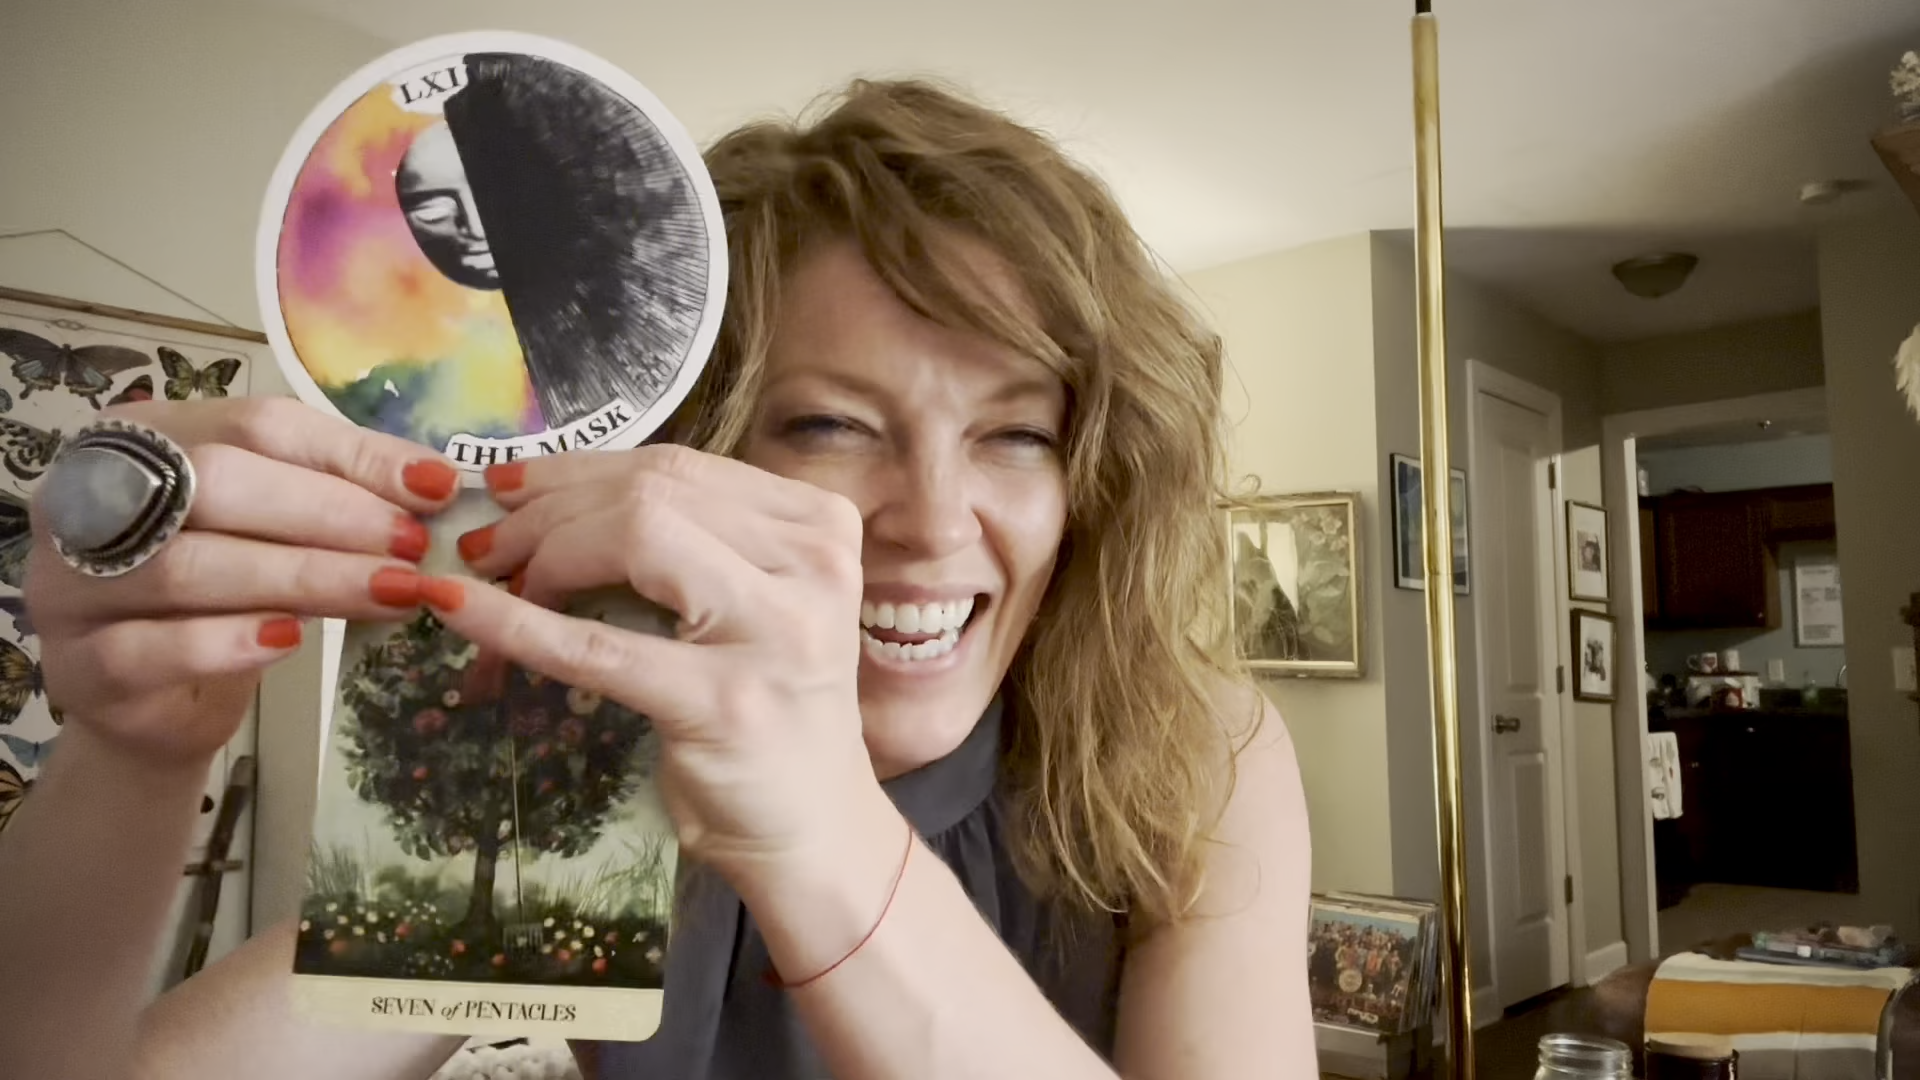 LXI
THE MASK
SEVEN of PENTACLES